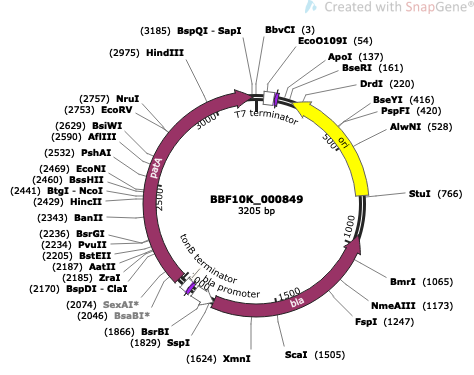 Created with SnapGene®
(3185) BspQI - SapI
BbvCI (3)
EcoO109I (54)
(2975) HindIII
ApoI (137)
BseRI (161)
DrdI (220)
BseYI (416)
PspFI (420)
AlwNI (528)
(2757) NruI
(2753) EcoRV
(2629) BsiWI
(2590) AflIII
(2532) PshAI
(2469) EcoNI
(2460) BssHII
(2441) BtgI - NcoI
(2429) HincII
(2343) BanII
(2236) BsrGI
(2234) PvuII
(2205) BstEII
(2187) AatII
(2185) ZraI
(2170) BspDI - ClaI
(2074) SexAI*
(2046) BsaBI*
(1866) BsrBI
(1829) SspI
(1624) XmnI
ScaI (1505)
FspI (1247)
NmeAIII (1173)
BmrI (1065)
StuI (766)
T7 terminator
ori
patA
bla
tonB terminator
bla promoter
500
1000
1500
2500
3000
BBF10K_000849
3205 bp